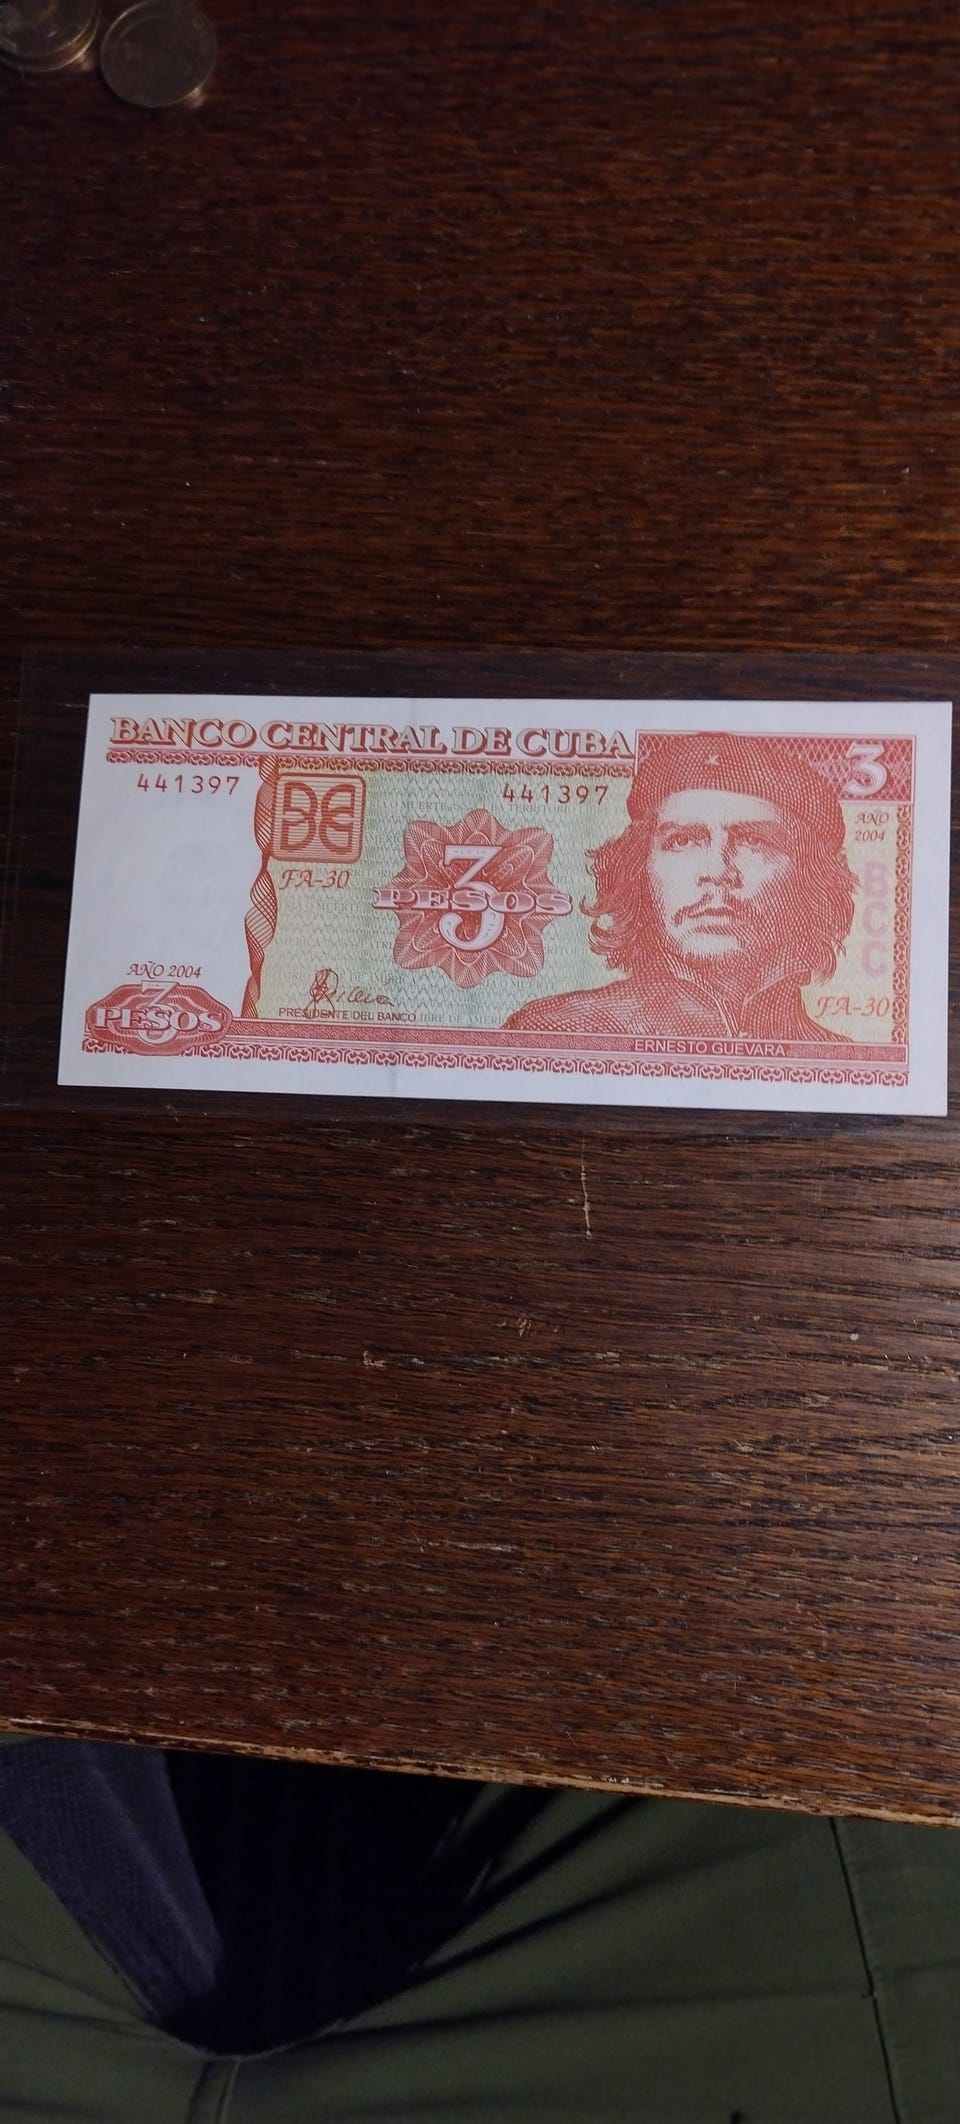 BANCO CENTRAL DE CUBA
3
441397
441397
AÑO
2004
BCC
FA-30
3
PESOS
AÑO 2004
3
PESOS
PRESIDENTE DEL BANCO
FA-30
ERNESTO GUEVARA